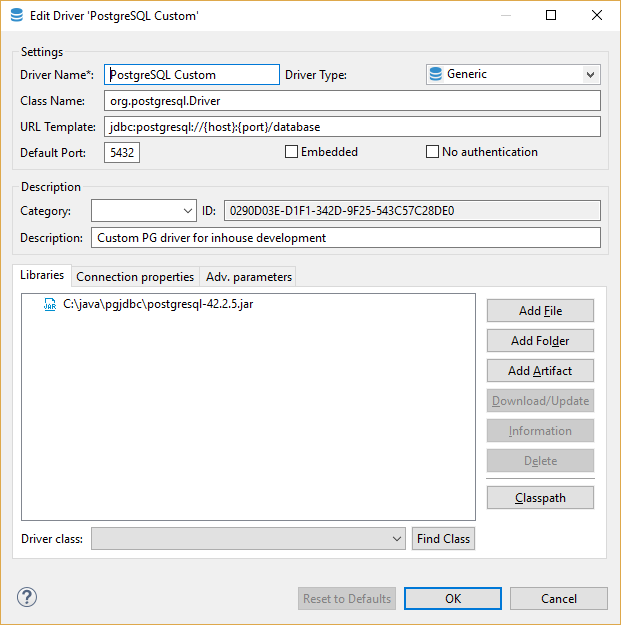 Edit Driver 'PostgreSQL Custom'
Settings
Driver Name*: PostgreSQL Custom Driver Type: Generic
Class Name: org.postgresql.Driver
URL Template: jdbc:postgresql://{host}:{port}/database
Default Port: 5432 Embedded No authentication
Description
Category: ID: 0290D03E-D1F1-342D-9F25-543C57C28DE0
Description: Custom PG driver for inhouse development
Libraries Connection properties Adv. parameters
JAR C:\java\pgjdbc\postgresql-42.2.5.jar
Add File
Add Folder
Add Artifact
Download/Update
Information
Delete
Classpath
Driver class: Find Class
? Reset to Defaults OK Cancel